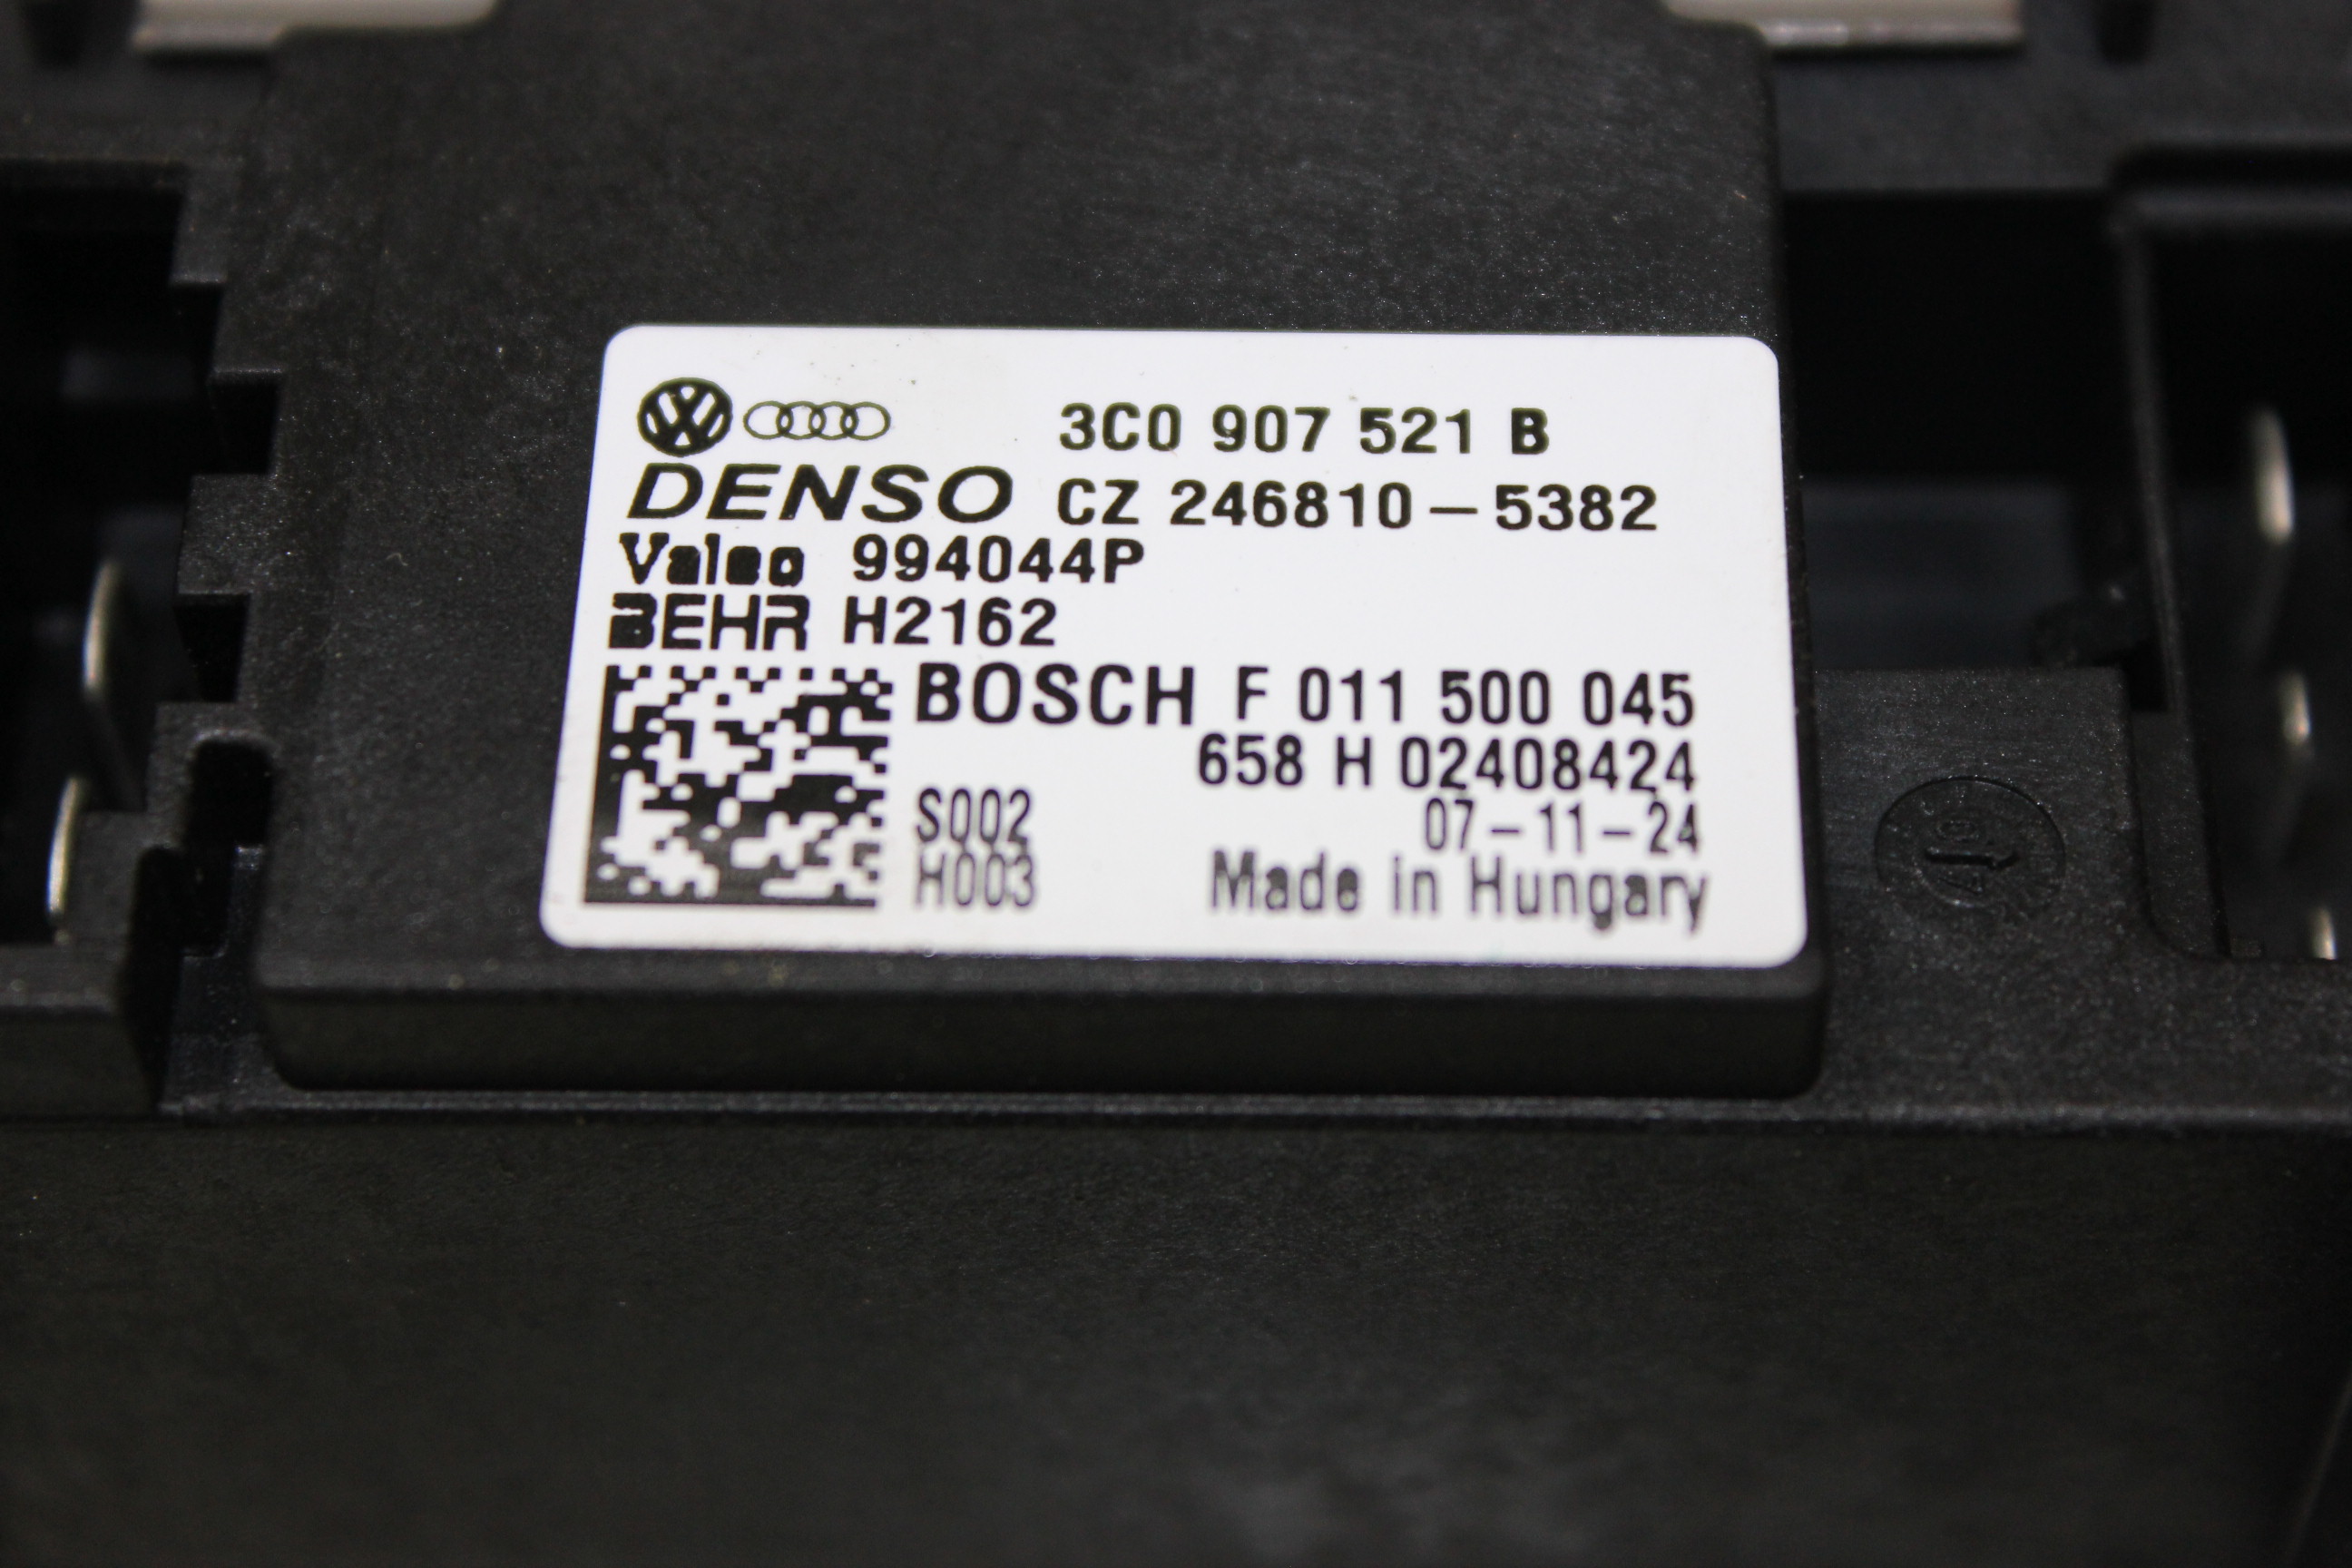 3C0 907 521 B
DENSO CZ 246810-5382
Valeo 994044P
BEHR H2162
BOSCH F 011 500 045
658 H 02408424
S002 07-11-24
H003 Made in Hungary